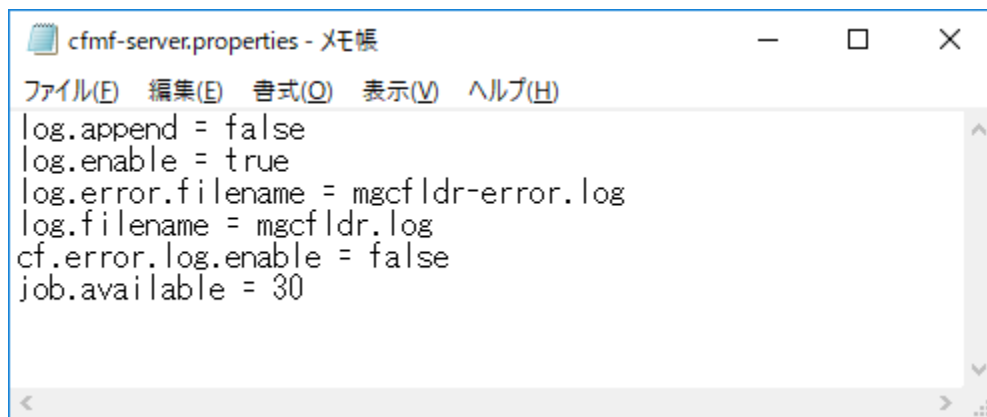 cfmf-server.properties - メモ帳
ファイル(F) 編集(E) 書式(O) 表示(V) ヘルプ(H)
log.append = false
log.enable = true
log.error.filename = mgcfldr-error.log
log.filename = mgcfldr.log
cf.error.log.enable = false
job.available = 30